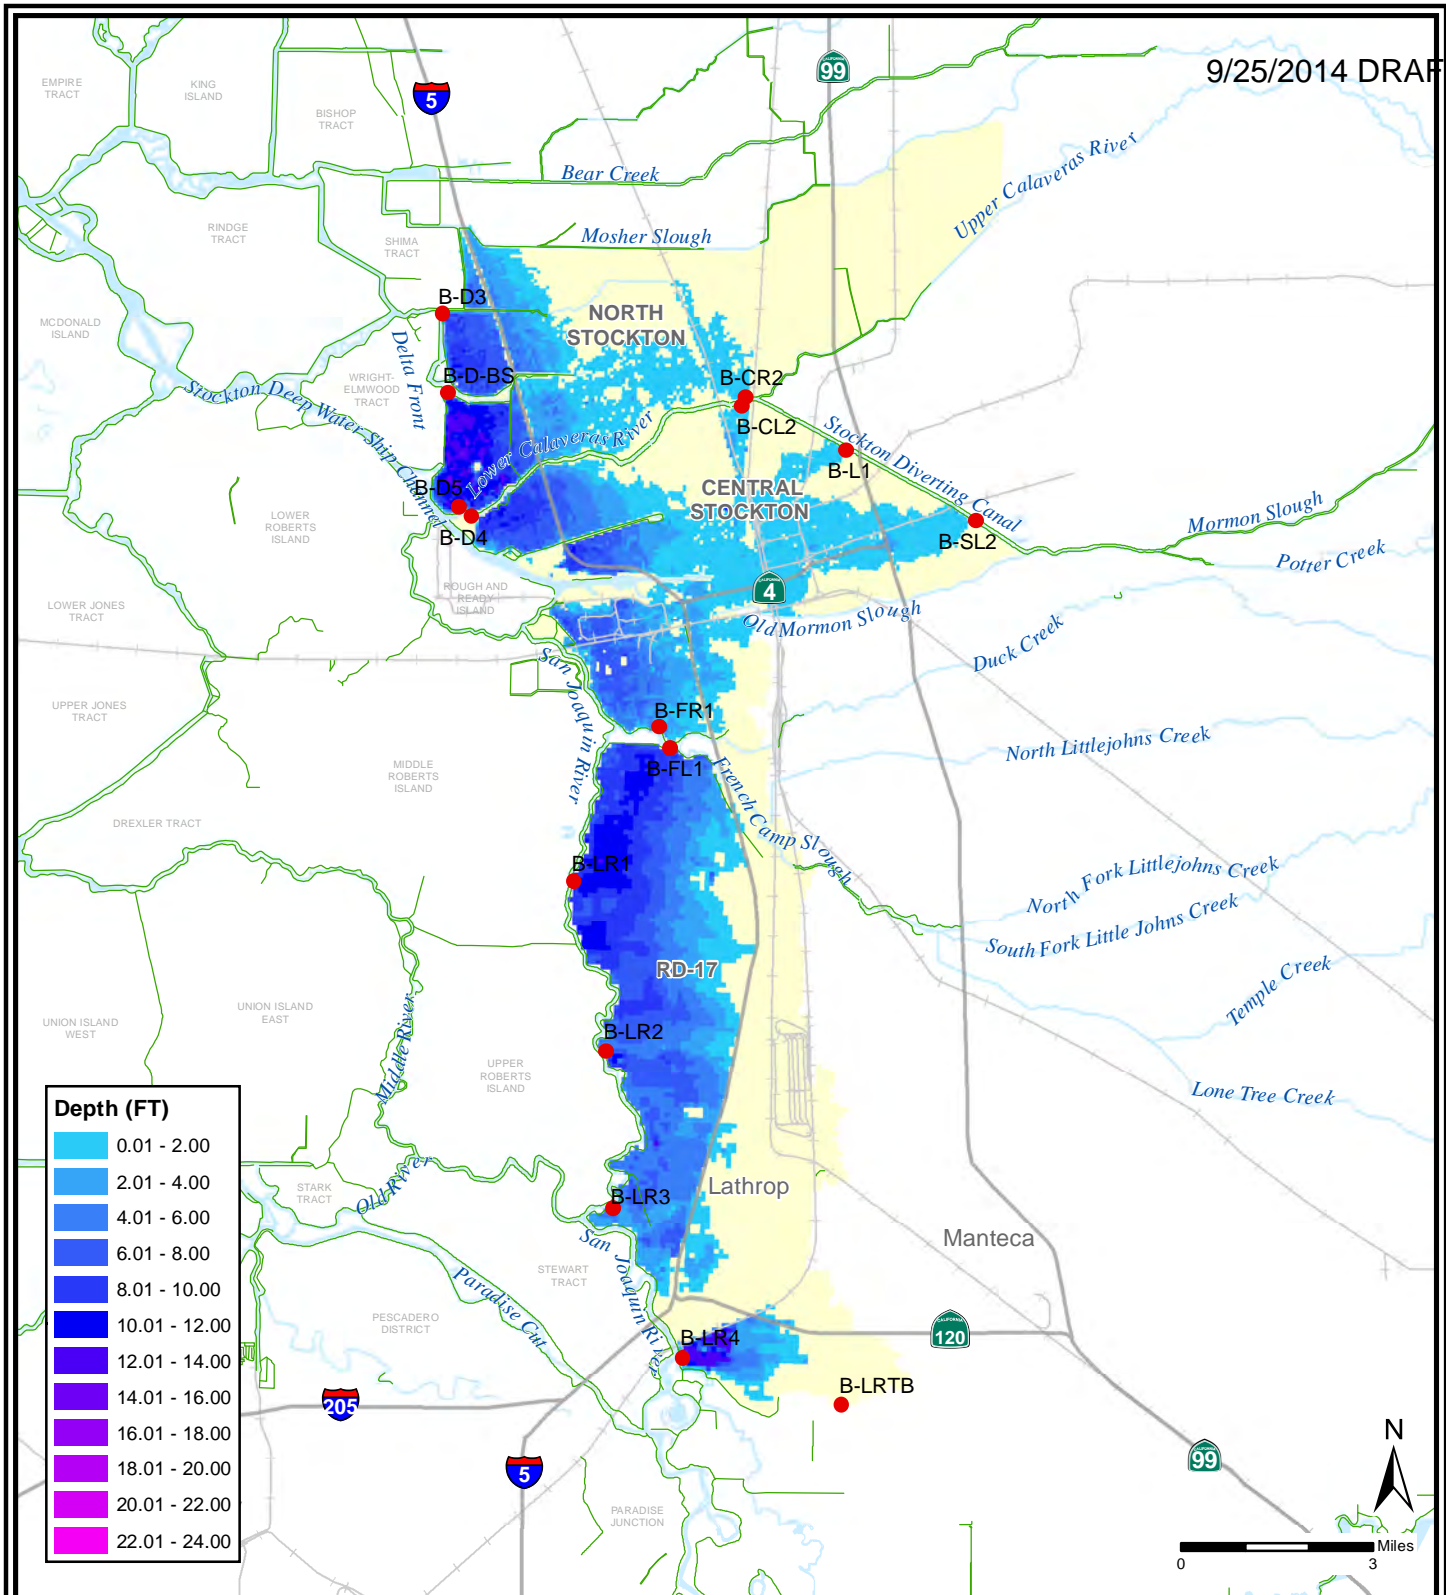 9/25/2014 DRAF
EMPIRE
TRACT
KING
ISLAND
BISHOP
TRACT
5
CALIFORNIA
99
Bear Creek
Upper Calaveras River
RINDGE
TRACT
SHIMA
TRACT
Mosher Slough
B-D3
NORTH
STOCKTON
MCDONALD
ISLAND
Delta Front
WRIGHT-
ELMWOOD
TRACT
B-D-BS
B-CR2
Stockton Deep Water Ship Channel
B-CL2
Lower Calaveras River
Stockton Diverting Canal
B-L1
B-D5
CENTRAL
STOCKTON
LOWER
ROBERTS
ISLAND
B-D4
B-SL2
Mormon Slough
Potter Creek
ROUGH AND
READY
ISLAND
CALIFORNIA
4
LOWER JONES
TRACT
Old Mormon Slough
Duck Creek
San Joaquin River
UPPER JONES
TRACT
B-FR1
B-FL1
North Littlejohns Creek
MIDDLE
ROBERTS
ISLAND
French Camp Slough
DREXLER TRACT
B-LR1
North Fork Littlejohns Creek
South Fork Little Johns Creek
RD-17
Temple Creek
UNION ISLAND
WEST
UNION ISLAND
EAST
Middle River
B-LR2
UPPER
ROBERTS
ISLAND
Lone Tree Creek
Depth (FT)
0.01 - 2.00
2.01 - 4.00
4.01 - 6.00
6.01 - 8.00
8.01 - 10.00
10.01 - 12.00
12.01 - 14.00
14.01 - 16.00
16.01 - 18.00
18.01 - 20.00
20.01 - 22.00
22.01 - 24.00
STARK
TRACT
Old River
B-LR3
Lathrop
Manteca
San Joaquin River
STEWART
TRACT
Paradise Cut
PESCADERO
DISTRICT
B-LR4
CALIFORNIA
120
B-LRTB
205
5
CALIFORNIA
99
N
PARADISE
JUNCTION
Miles
0 3